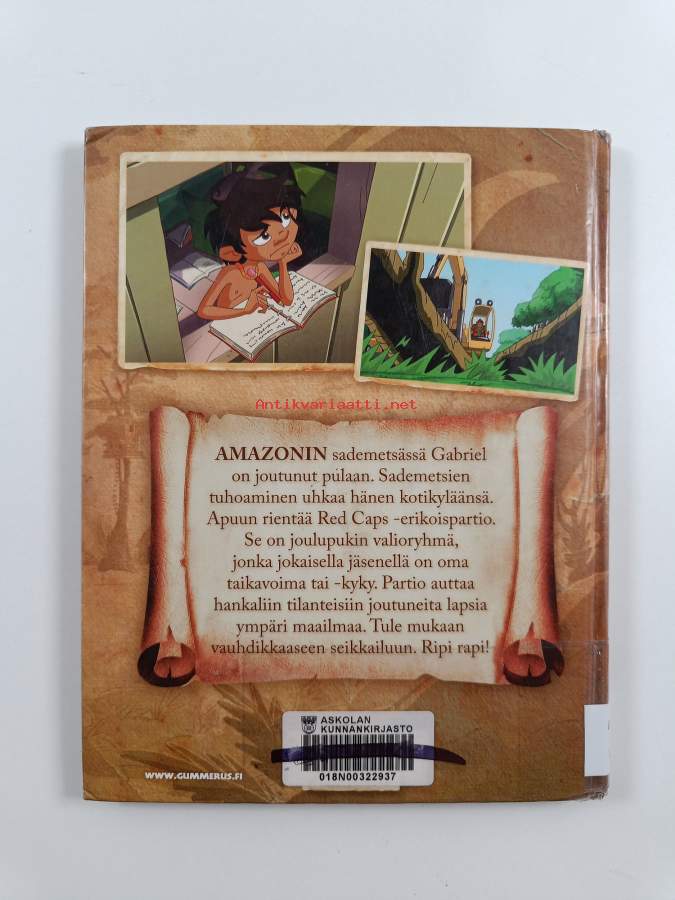 Antikvariaatti.net
AMAZONIN sademetsässä Gabriel
on joutunut pulaan. Sademetsien
tuhoaminen uhkaa hänen kotikyläänsä.
Apuun rientää Red Caps -erikoispartio.
Se on joulupukin valioryhmä,
jonka jokaisella jäsenellä on oma
taikavoima tai -kyky. Partio auttaa
hankaliin tilanteisiin joutuneita lapsia
ympäri maailmaa. Tule mukaan
vauhdikkaaseen seikkailuun. Ripi rapi!
ASKOLAN
KUNNANKIRJASTO
018N00322937
WWW.GUMMERUS.FI